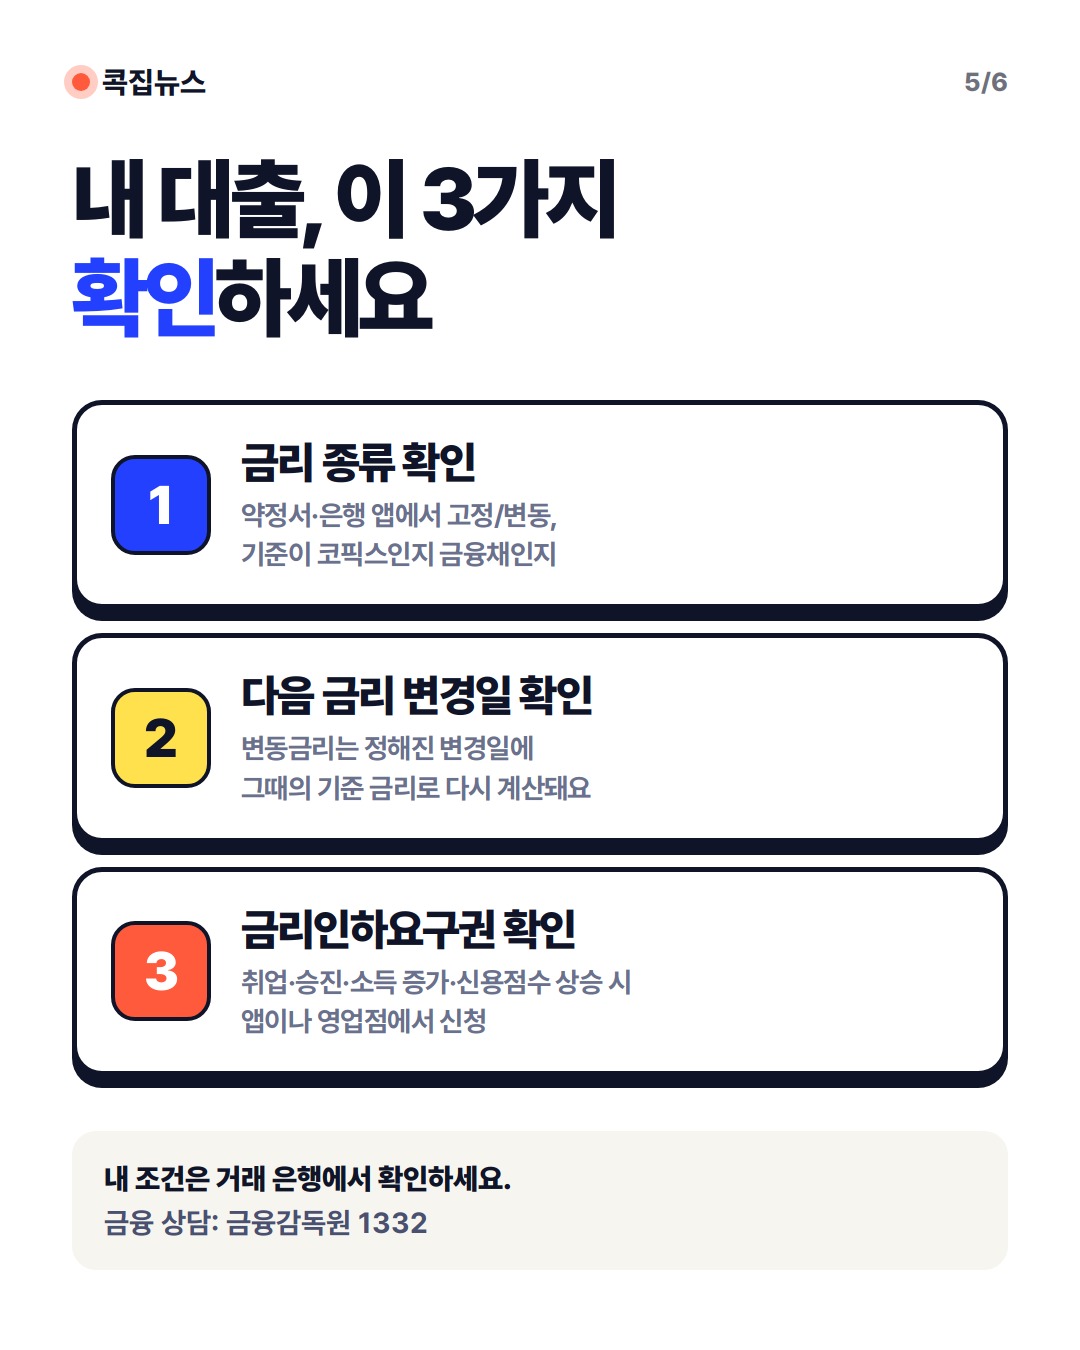 콕집뉴스
5/6
내 대출, 이 3가지
확인하세요
1
금리 종류 확인
약정서·은행 앱에서 고정/변동,
기준이 코픽스인지 금융채인지
2
다음 금리 변경일 확인
변동금리는 정해진 변경일에
그때의 기준 금리로 다시 계산돼요
3
금리인하요구권 확인
취업·승진·소득 증가·신용점수 상승 시
앱이나 영업점에서 신청
내 조건은 거래 은행에서 확인하세요.
금융 상담: 금융감독원 1332